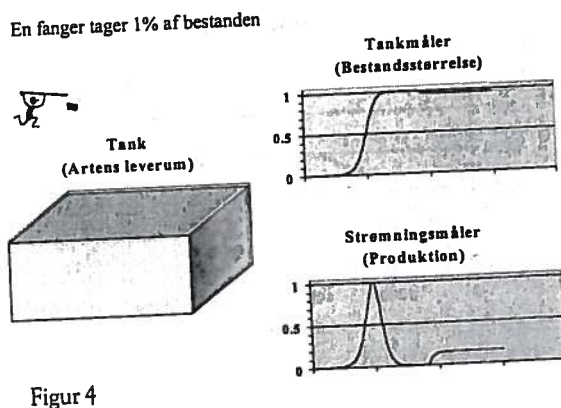 En fanger tager 1% af bestanden
Tank
(Artens leverum)
Tankmåler
(Bestandsstørrelse)
1
0.5
0
Strømningsmåler
(Produktion)
1
0.5
0
Figur 4